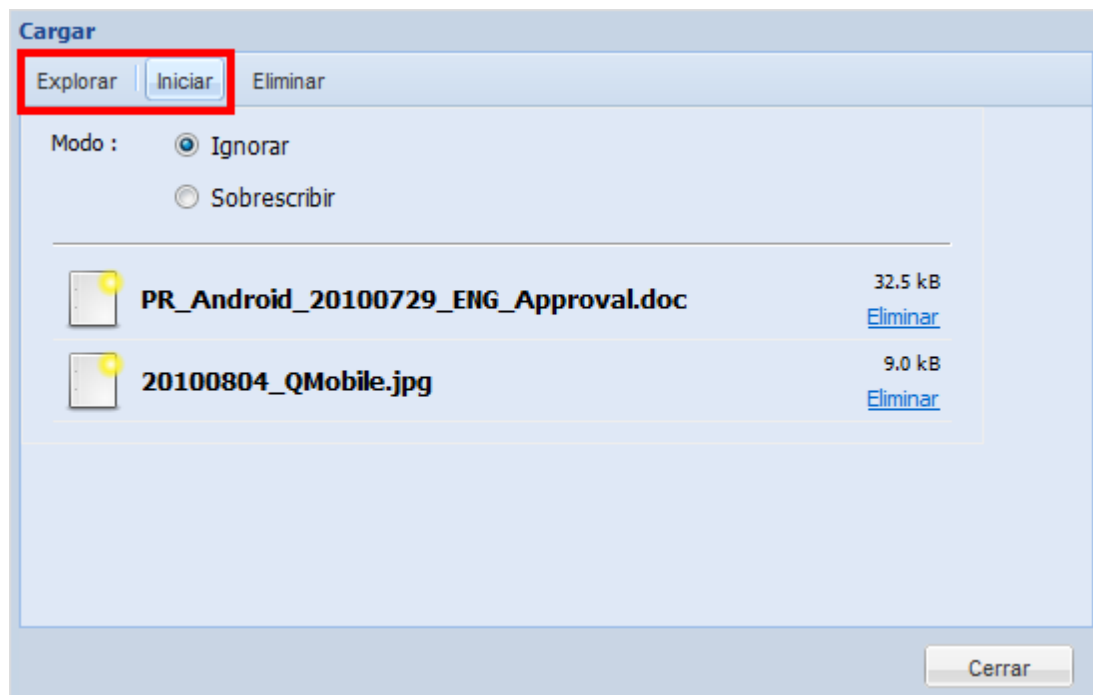 Cargar
Explorar Iniciar Eliminar
Modo : Ignorar
Sobrescribir
PR_Android_20100729_ENG_Approval.doc 32.5 kB
Eliminar
20100804_QMobile.jpg 9.0 kB
Eliminar
Cerrar